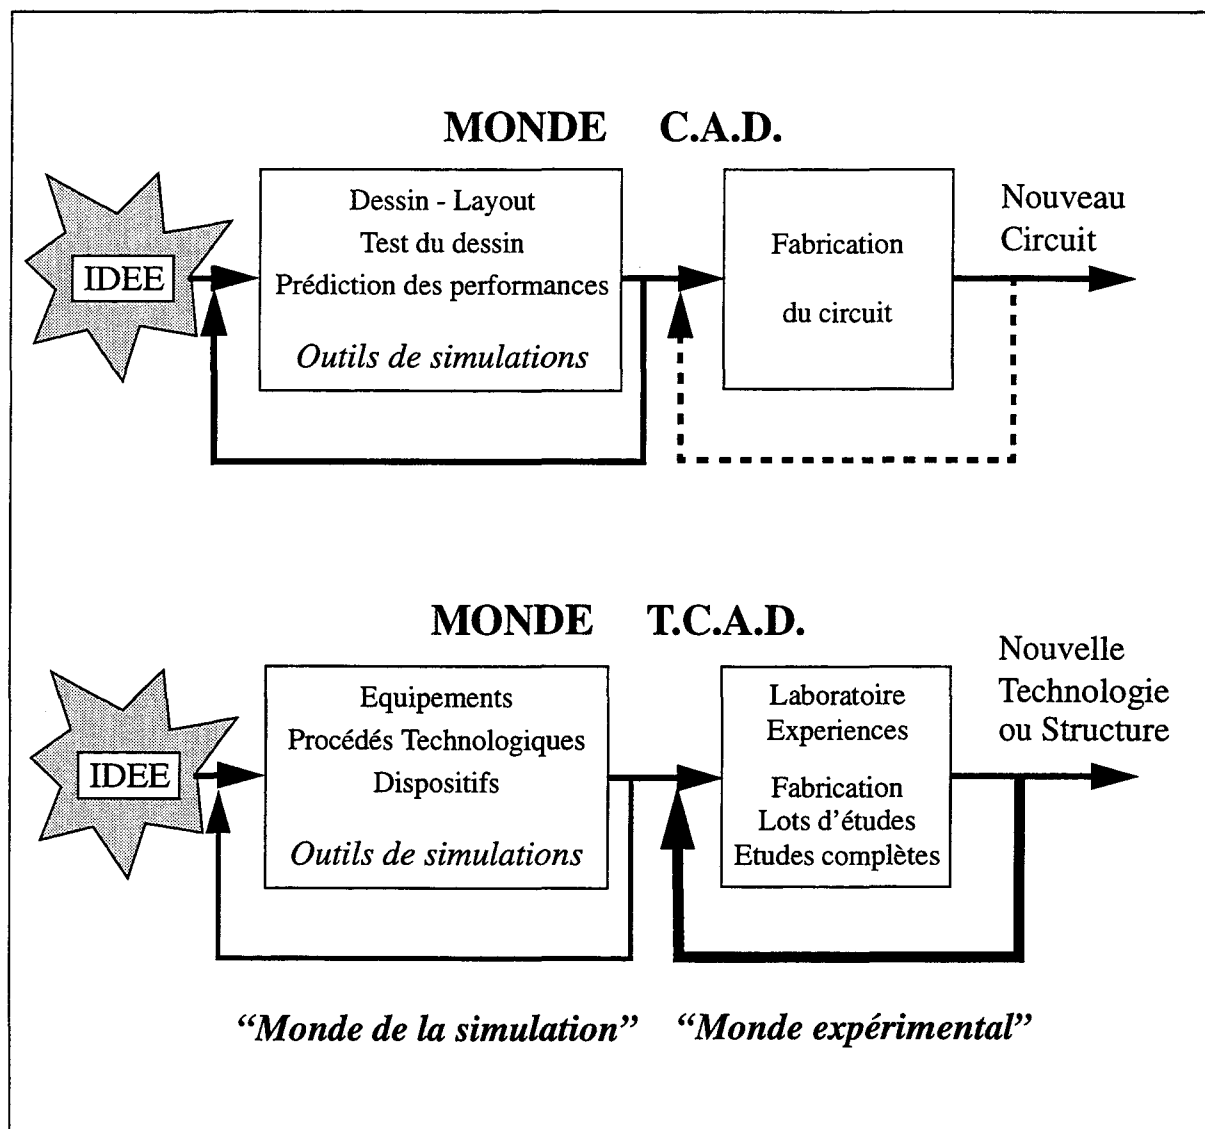 MONDE C.A.D.
IDEE
Dessin - Layout
Test du dessin
Prédiction des performances
Outils de simulations
Fabrication
du circuit
Nouveau
Circuit
MONDE T.C.A.D.
IDEE
Equipements
Procédés Technologiques
Dispositifs
Outils de simulations
Laboratoire
Experiences
Fabrication
Lots d'études
Etudes complètes
Nouvelle
Technologie
ou Structure
“Monde de la simulation” “Monde expérimental”